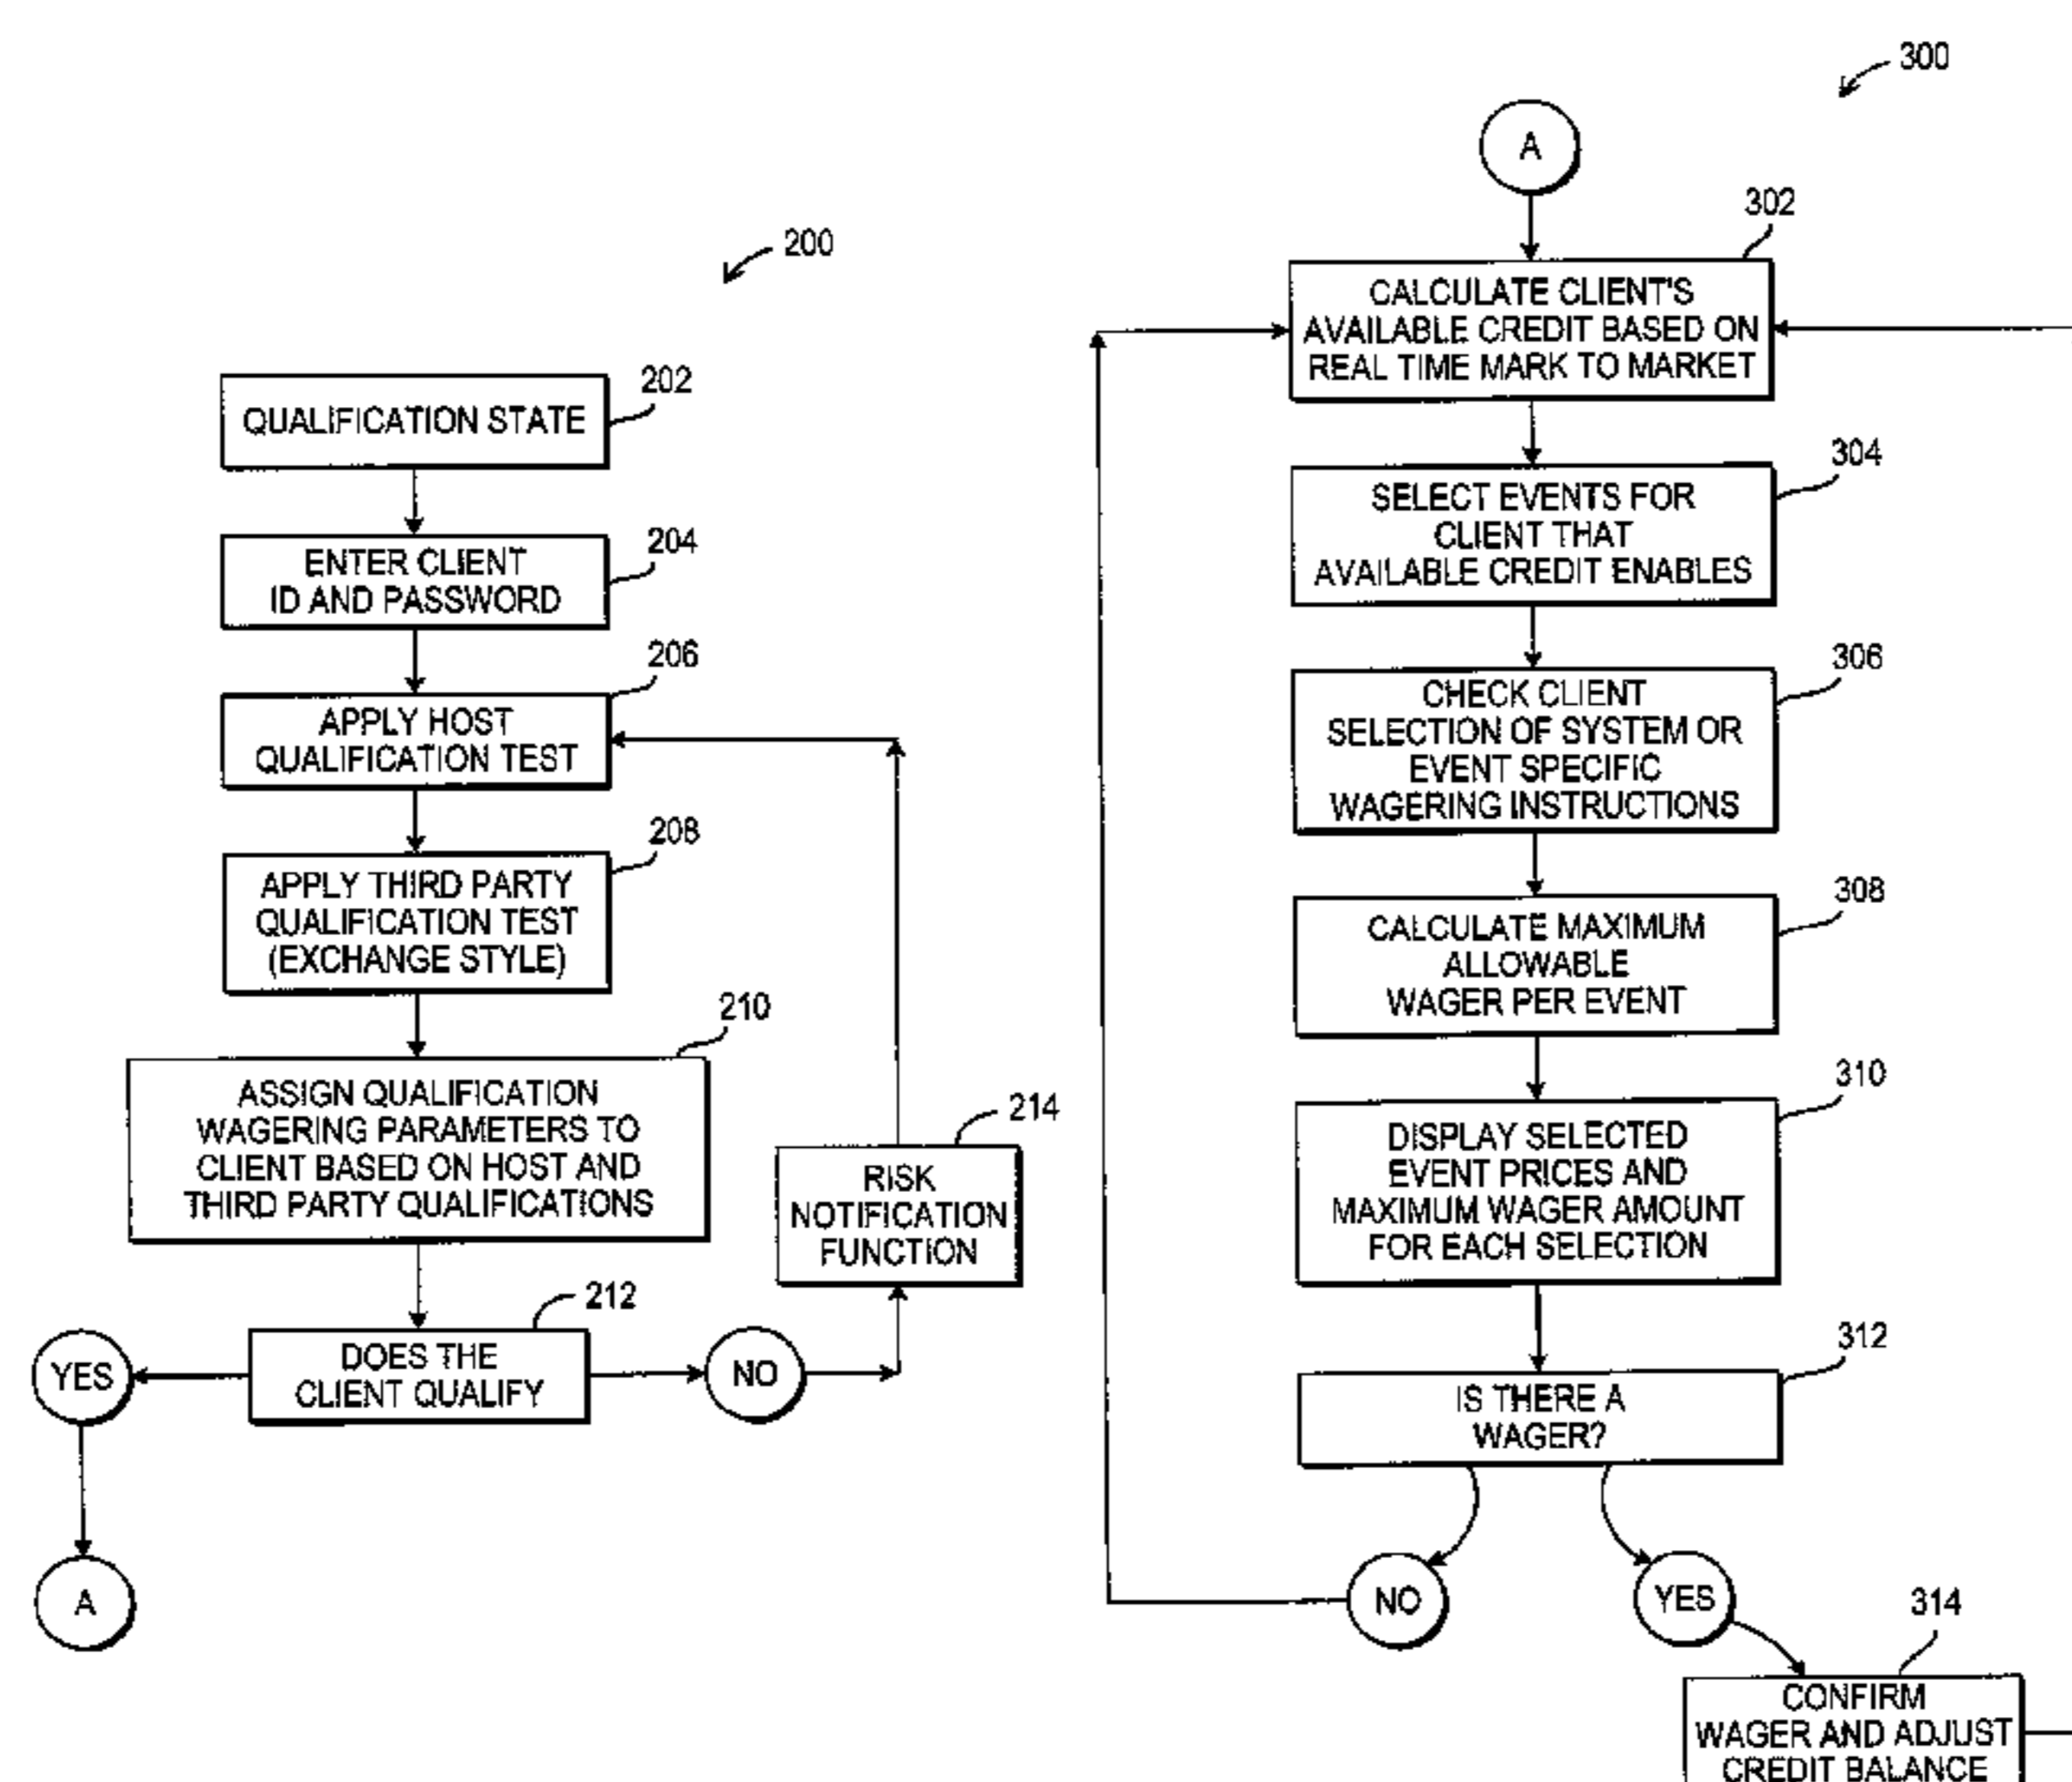 200
QUALIFICATION STATE
202
ENTER CLIENT
ID AND PASSWORD
204
APPLY HOST
QUALIFICATION TEST
206
APPLY THIRD PARTY
QUALIFICATION TEST
(EXCHANGE STYLE)
208
ASSIGN QUALIFICATION
WAGERING PARAMETERS TO
CLIENT BASED ON HOST AND
THIRD PARTY QUALIFICATIONS
210
RISK
NOTIFICATION
FUNCTION
214
DOES THE
CLIENT QUALIFY
212
YES
NO
A
300
A
CALCULATE CLIENT'S
AVAILABLE CREDIT BASED ON
REAL TIME MARK TO MARKET
302
SELECT EVENTS FOR
CLIENT THAT
AVAILABLE CREDIT ENABLES
304
CHECK CLIENT
SELECTION OF SYSTEM OR
EVENT SPECIFIC
WAGERING INSTRUCTIONS
306
CALCULATE MAXIMUM
ALLOWABLE
WAGER PER EVENT
308
DISPLAY SELECTED
EVENT PRICES AND
MAXIMUM WAGER AMOUNT
FOR EACH SELECTION
310
IS THERE A
WAGER?
312
NO
YES
314
CONFIRM
WAGER AND ADJUST
CREDIT BALANCE